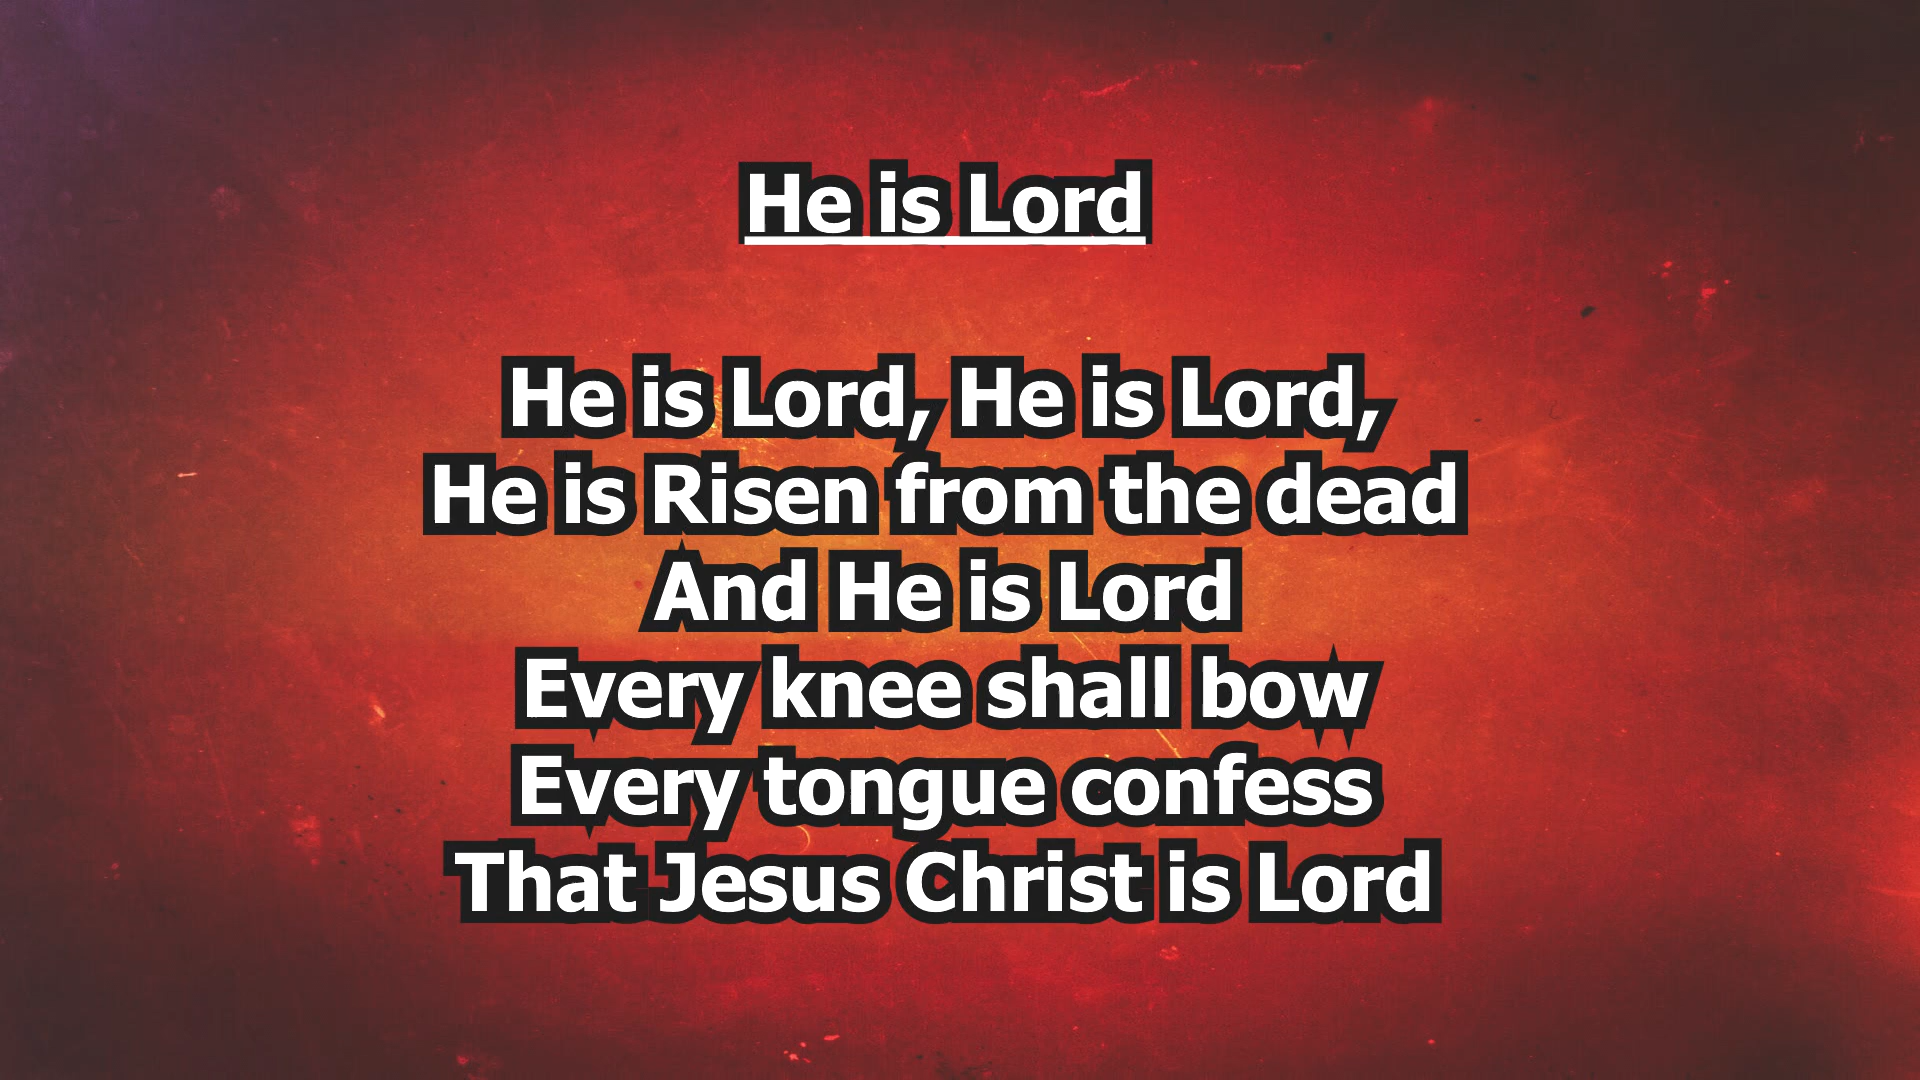 He is Lord
He is Lord, He is Lord,
He is Risen from the dead
And He is Lord
Every knee shall bow
Every tongue confess
That Jesus Christ is Lord